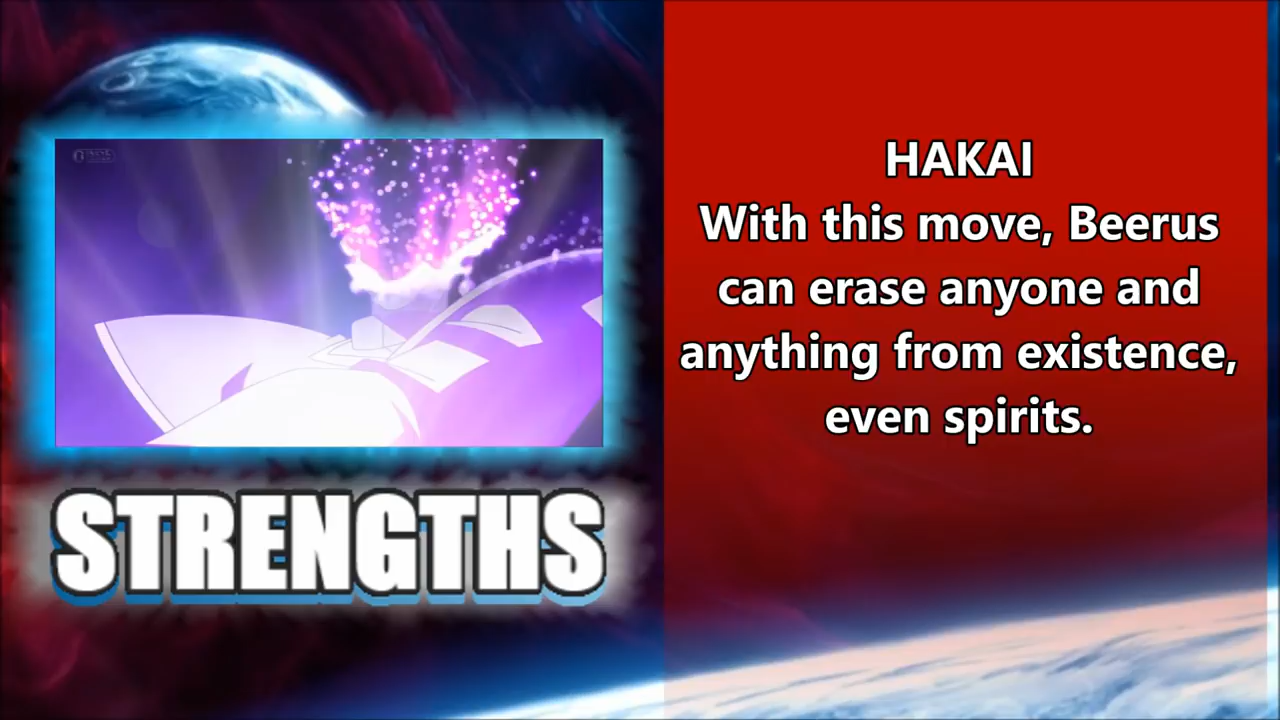 HAKAI
With this move, Beerus
can erase anyone and
anything from existence,
even spirits.
STRENGTHS